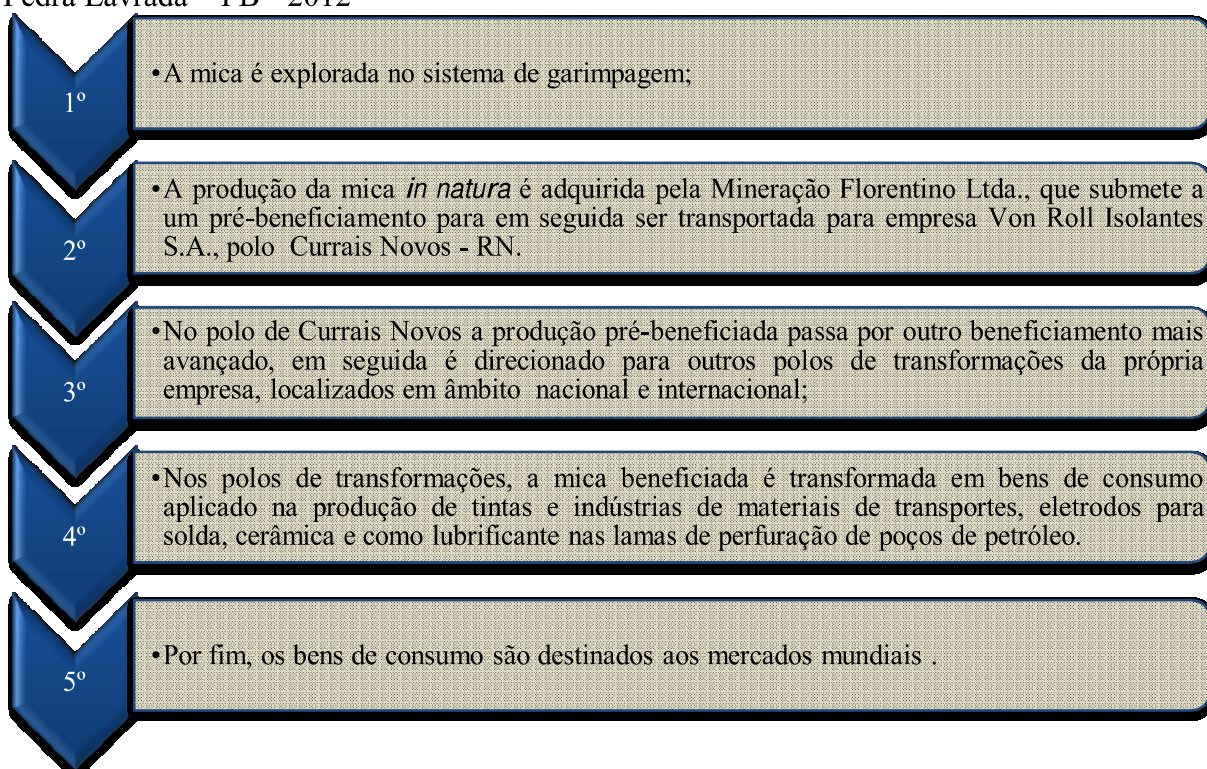 Pedra Lavrada – PB - 2012
1º
•A mica é explorada no sistema de garimpagem;
2º
•A produção da mica in natura é adquirida pela Mineração Florentino Ltda., que submete a
um pré-beneficiamento para em seguida ser transportada para empresa Von Roll Isolantes
S.A., polo Currais Novos - RN.
3º
•No polo de Currais Novos a produção pré-beneficiada passa por outro beneficiamento mais
avançado, em seguida é direcionado para outros polos de transformações da própria
empresa, localizados em âmbito nacional e internacional;
4º
•Nos polos de transformações, a mica beneficiada é transformada em bens de consumo
aplicado na produção de tintas e indústrias de materiais de transportes, eletrodos para
solda, cerâmica e como lubrificante nas lamas de perfuração de poços de petróleo.
5º
•Por fim, os bens de consumo são destinados aos mercados mundiais .